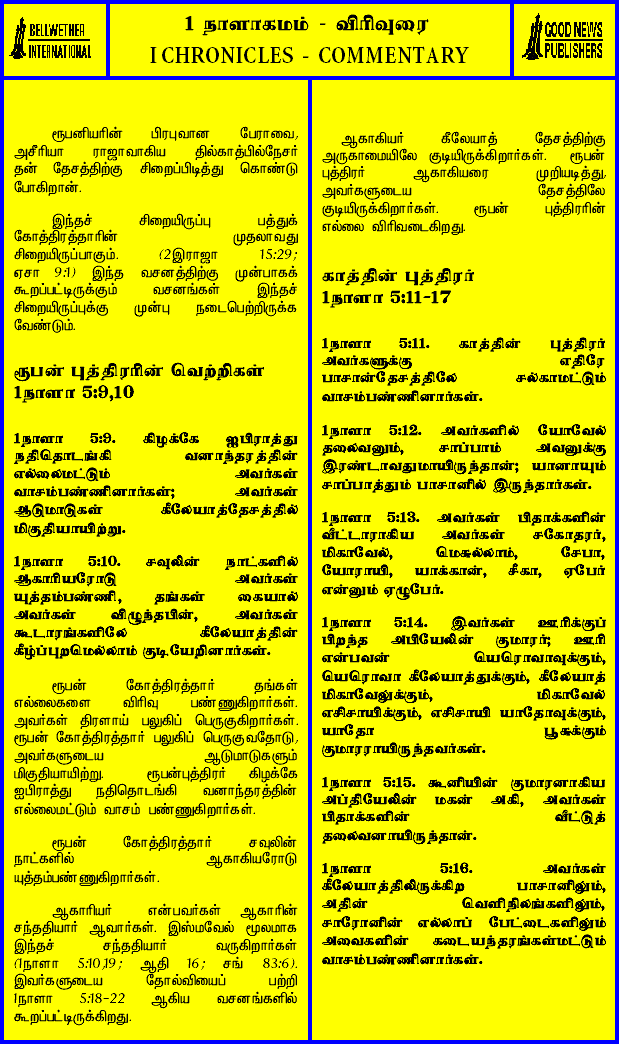 BELLWETHER
INTERNATIONAL
1 நாளாகமம் - விரிவுரை
I CHRONICLES - COMMENTARY
GOOD NEWS
PUBLISHERS
ரூபனியரின் பிரபுவான பேராவை,
அசீரியா ராஜாவாகிய தில்காத்பில்நேசர்
தன் தேசத்திற்கு சிறைப்பிடித்து கொண்டு
போகிறான்.
இந்தச் சிறையிருப்பு பத்துக்
கோத்திரத்தாரின் முதலாவது
சிறையிருப்பாகும். (2இராஜா 15:29;
ஏசா 9:1) இந்த வசனத்திற்கு முன்பாகக்
கூறப்பட்டிருக்கும் வசனங்கள் இந்தச்
சிறையிருப்புக்கு முன்பு நடைபெற்றிருக்க
வேண்டும்.
ரூபன் புத்திரரின் வெற்றிகள்
1நாளா 5:9,10
1நாளா 5:9. கிழக்கே ஐபிராத்து
நதிதொடங்கி வனாந்தரத்தின்
எல்லைமட்டும் அவர்கள்
வாசம்பண்ணினார்கள்; அவர்கள்
ஆடுமாடுகள் கீலேயாத்தேசத்தில்
மிகுதியாயிற்று.
1நாளா 5:10. சவுலின் நாட்களில்
ஆகாரியரோடு அவர்கள்
யுத்தம்பண்ணி, தங்கள் கையால்
அவர்கள் விழுந்தபின், அவர்கள்
கூடாரங்களிலே கீலேயாத்தின்
கீழ்ப்புறமெல்லாம் குடியேறினார்கள்.
ரூபன் கோத்திரத்தார் தங்கள்
எல்லைகளை விரிவு பண்ணுகிறார்கள்.
அவர்கள் திரளாய் பலுகிப் பெருகுகிறார்கள்.
ரூபன் கோத்திரத்தார் பலுகிப் பெருகுவதோடு,
அவர்களுடைய ஆடுமாடுகளும்
மிகுதியாயிற்று. ரூபன்புத்திரர் கிழக்கே
ஐபிராத்து நதிதொடங்கி வனாந்தரத்தின்
எல்லைமட்டும் வாசம் பண்ணுகிறார்கள்.
ரூபன் கோத்திரத்தார் சவுலின்
நாட்களில் ஆகாகியரோடு
யுத்தம்பண்ணுகிறார்கள்.
ஆகாரியர் என்பவர்கள் ஆகாரின்
சந்ததியார் ஆவார்கள். இஸ்மவேல் மூலமாக
இந்தச் சந்ததியார் வருகிறார்கள்
(1நாளா 5:10,19; ஆதி 16; சங் 83:6).
இவர்களுடைய தோல்வியைப் பற்றி
1நாளா 5:18-22 ஆகிய வசனங்களில்
கூறப்பட்டிருக்கிறது.
ஆகாகியர் கீலேயாத் தேசத்திற்கு
அருகாமையிலே குடியிருக்கிறார்கள். ரூபன்
புத்திரர் ஆகாகியரை முறியடித்து,
அவர்களுடைய தேசத்திலே
குடியிருக்கிறார்கள். ரூபன் புத்திரரின்
எல்லை விரிவடைகிறது.
காத்தின் புத்திரர்
1நாளா 5:11-17
1நாளா 5:11. காத்தின் புத்திரர்
அவர்களுக்கு எதிரே
பாசான்தேசத்திலே சல்காமட்டும்
வாசம்பண்ணினார்கள்.
1நாளா 5:12. அவர்களில் யோவேல்
தலைவனும், சாப்பாம் அவனுக்கு
இரண்டாவதுமாயிருந்தான்; யானாயும்
சாப்பாத்தும் பாசானில் இருந்தார்கள்.
1நாளா 5:13. அவர்கள் பிதாக்களின்
வீட்டாராகிய அவர்கள் சகோதரர்,
மிகாவேல், மெசுல்லாம், சேபா,
யோராயி, யாக்கான், சீகா, ஏபேர்
என்னும் ஏழுபேர்.
1நாளா 5:14. இவர்கள் ஊரிக்குப்
பிறந்த அபியேலின் குமாரர்; ஊரி
என்பவன் யெரொவாவுக்கும்,
யெரொவா கீலேயாத்துக்கும், கீலேயாத்
மிகாவேலுக்கும், மிகாவேல்
எசிசாயிக்கும், எசிசாயி யாதோவுக்கும்,
யாதோ பூசுக்கும்
குமாரராயிருந்தவர்கள்.
1நாளா 5:15. கூனியின் குமாரனாகிய
அப்தியேலின் மகன் அகி, அவர்கள்
பிதாக்களின் வீட்டுத்
தலைவனாயிருந்தான்.
1நாளா 5:16. அவர்கள்
கீலேயாத்திலிருக்கிற பாசானிலும்,
அதின் வெளிநிலங்களிலும்,
சாரோனின் எல்லாப் பேட்டைகளிலும்
அவைகளின் கடையந்தரங்கள்மட்டும்
வாசம்பண்ணினார்கள்.